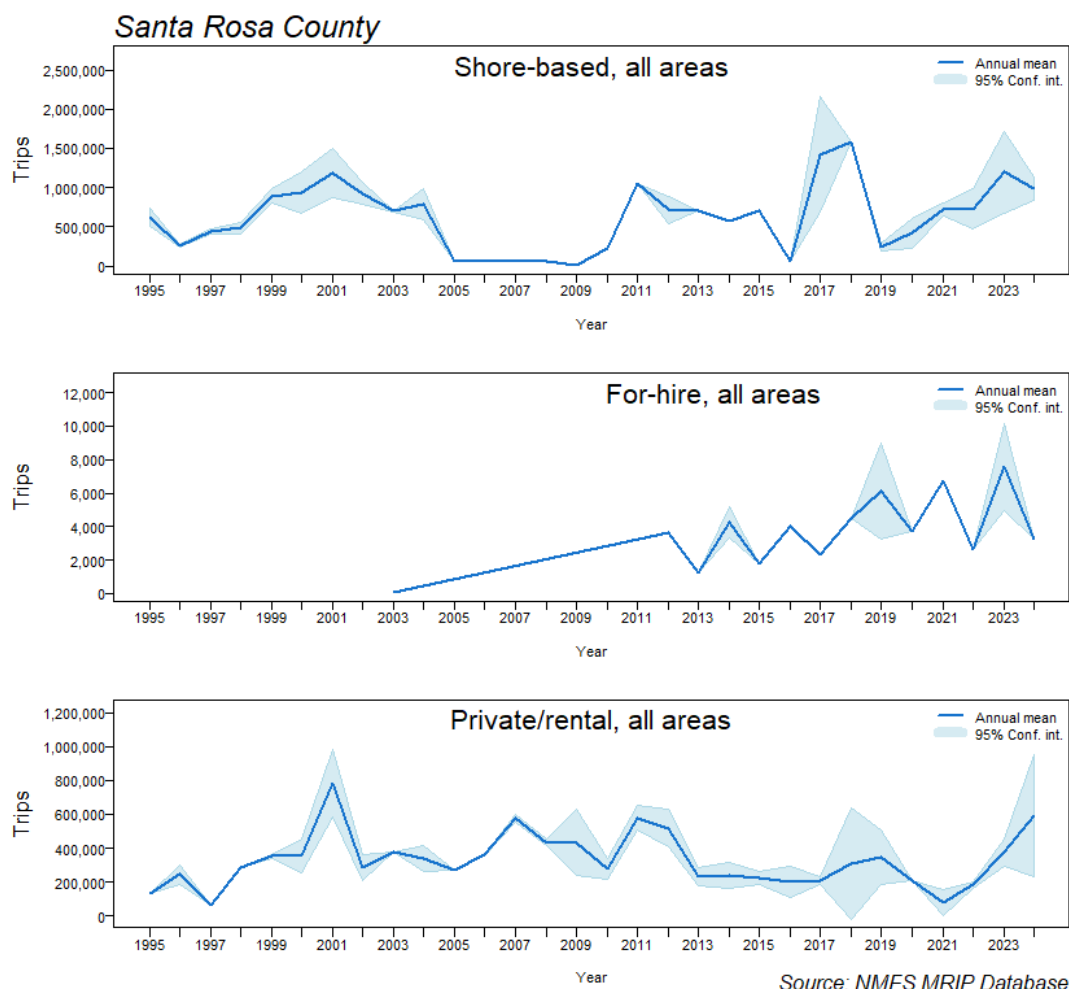 Santa Rosa County
Shore-based, all areas
Annual mean
95% Conf. int.
2,500,000
2,000,000
1,500,000
1,000,000
500,000
0
Trips
1995 1997 1999 2001 2003 2005 2007 2009 2011 2013 2015 2017 2019 2021 2023
Year
For-hire, all areas
Annual mean
95% Conf. int.
12,000
10,000
8,000
6,000
4,000
2,000
0
Trips
1995 1997 1999 2001 2003 2005 2007 2009 2011 2013 2015 2017 2019 2021 2023
Year
Private/rental, all areas
Annual mean
95% Conf. int.
1,200,000
1,000,000
800,000
600,000
400,000
200,000
0
Trips
1995 1997 1999 2001 2003 2005 2007 2009 2011 2013 2015 2017 2019 2021 2023
Year
Source: NMFS MRIP Database